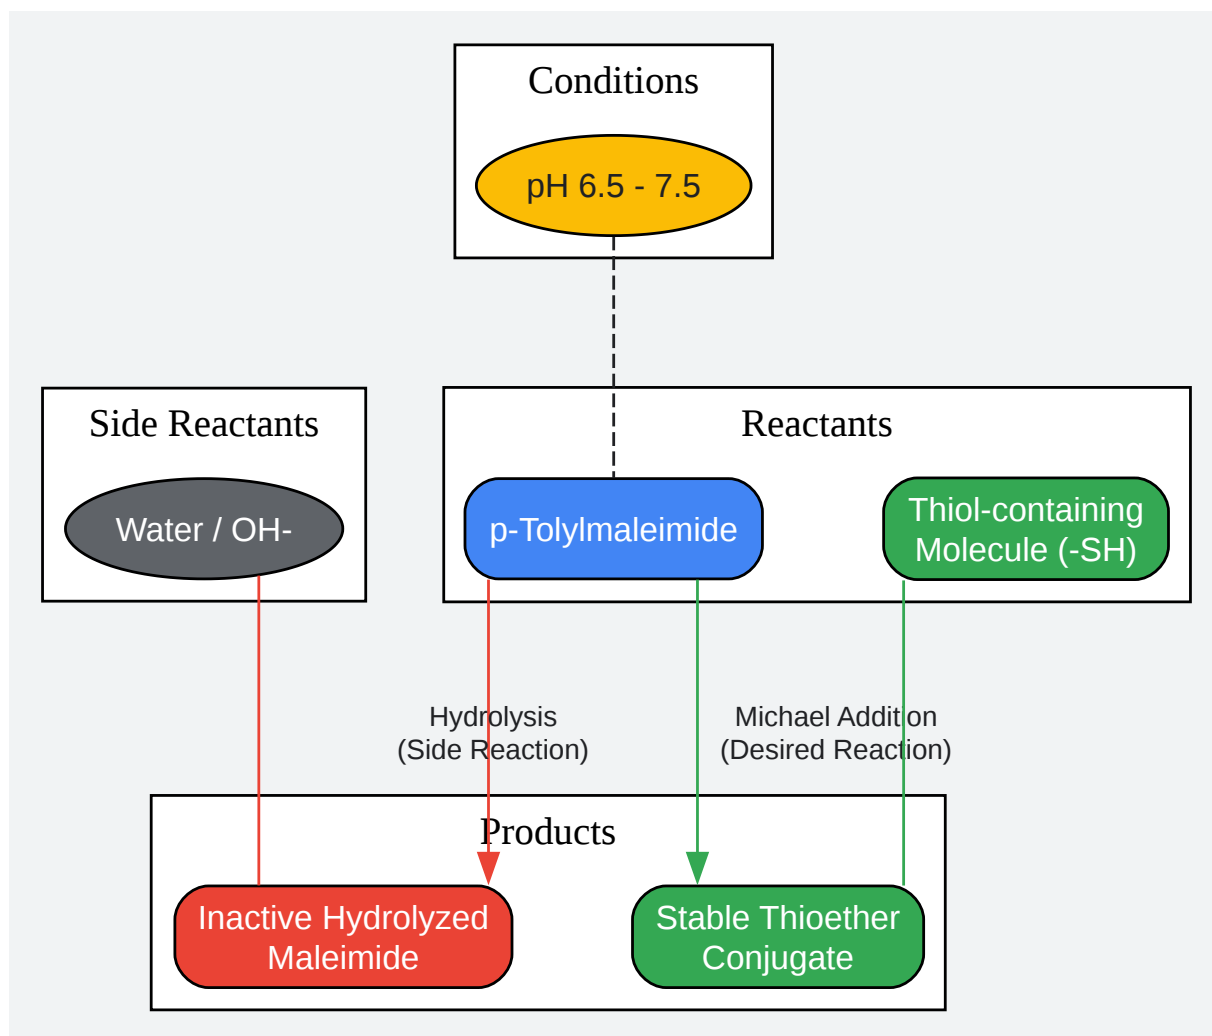 Conditions
pH 6.5 - 7.5
Side Reactants
Water / OH-
Reactants
p-Tolylmaleimide
Thiol-containing
Molecule (-SH)
Hydrolysis
(Side Reaction)
Michael Addition
(Desired Reaction)
Products
Inactive Hydrolyzed
Maleimide
Stable Thioether
Conjugate